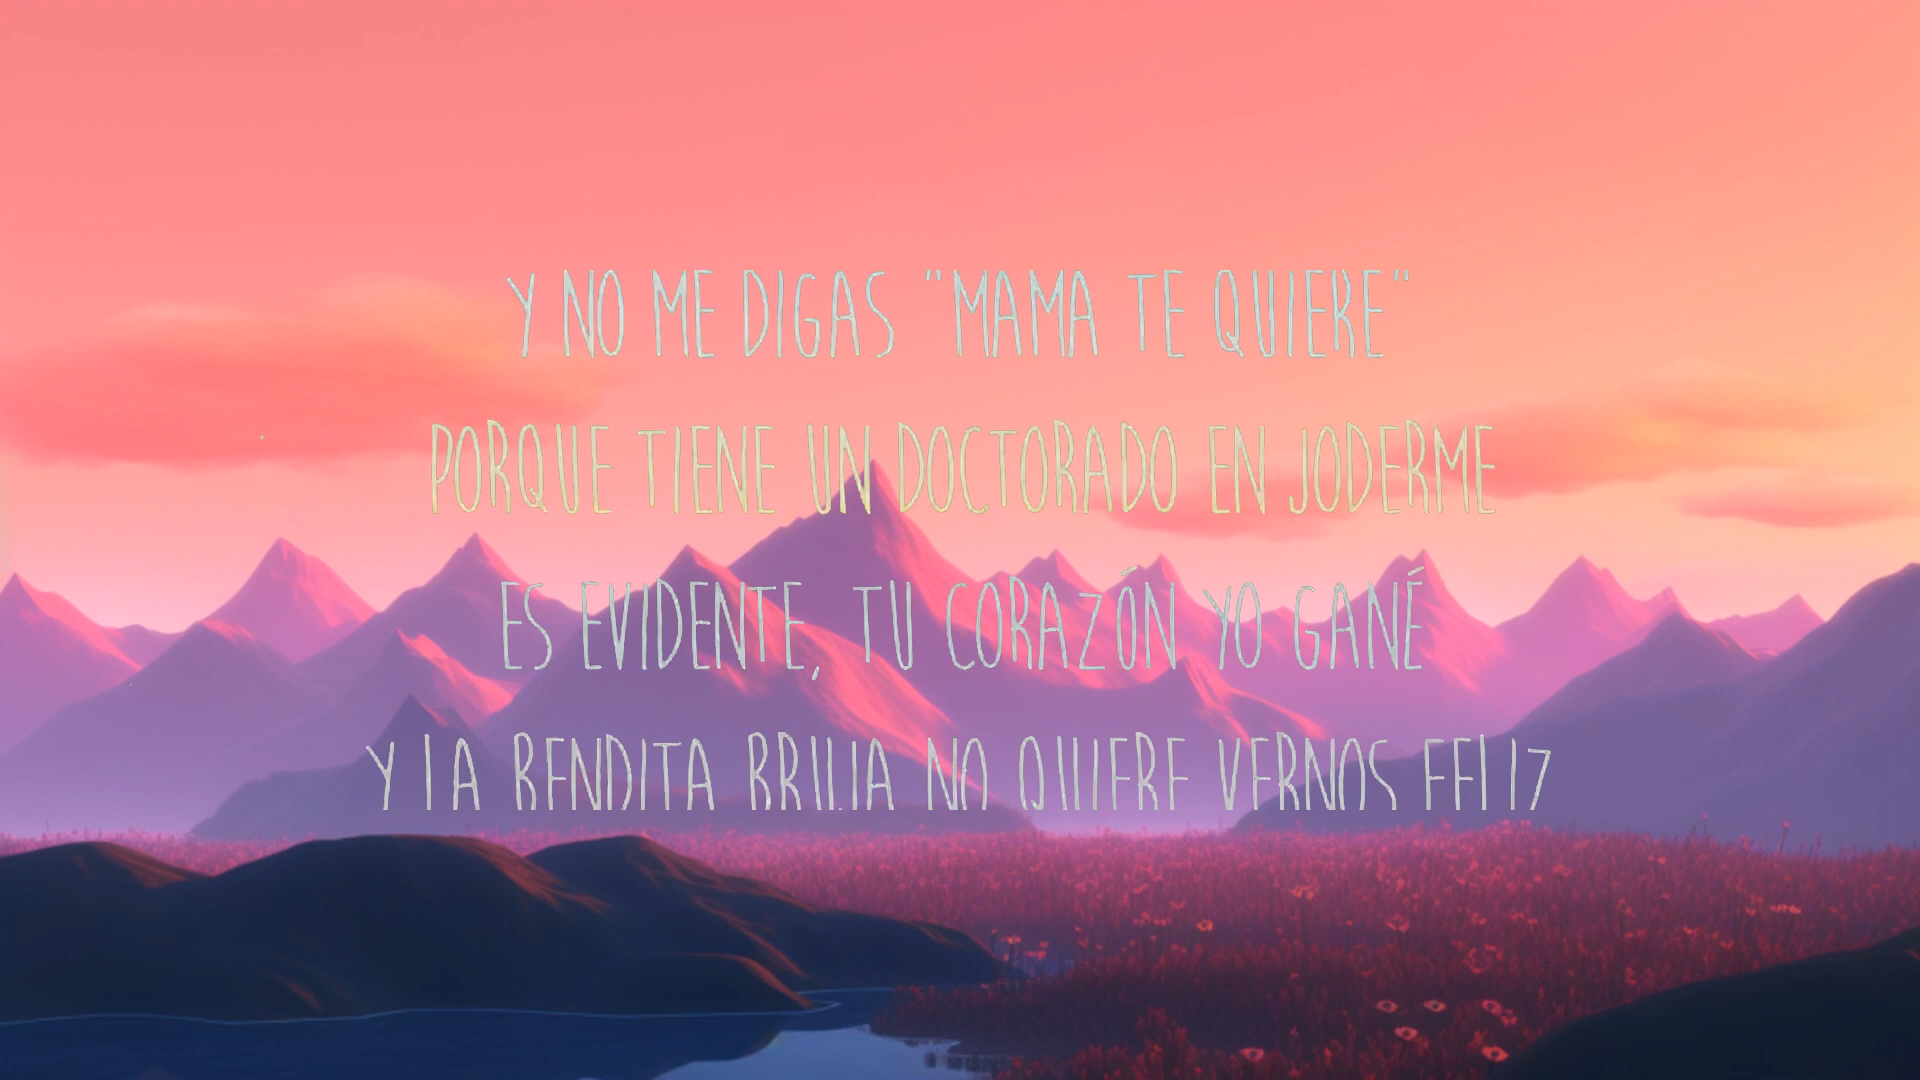 Y NO ME DIGAS "MAMA TE QUIERE"
PORQUE TIENE UN DOCTORADO EN JODERME
ES EVIDENTE, TU CORAZÓN YO GANÉ
Y LA BENDITA BRUJA NO QUIERE VERNOS FELIZ